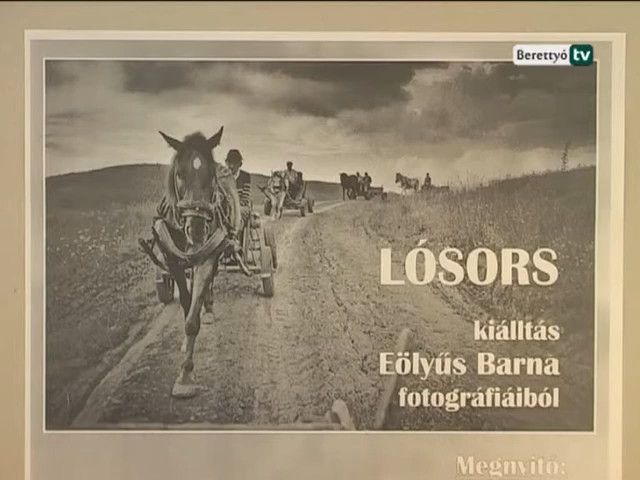 Berettyó tv
LÓSORS
kiálltás
Eölyűs Barna
fotográfiáiból
Megnyitó: